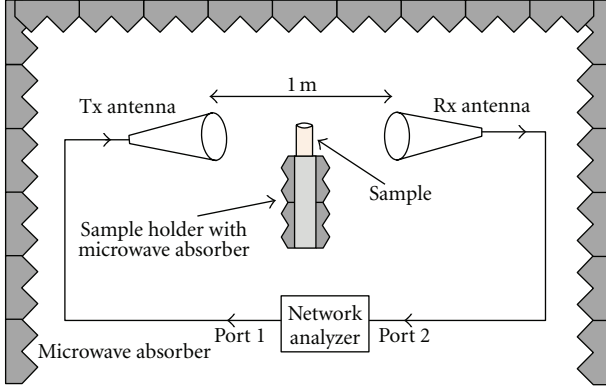 1 m
Tx antenna
Rx antenna
Sample
Sample holder with
microwave absorber
Network
analyzer
Port 1
Port 2
Microwave absorber